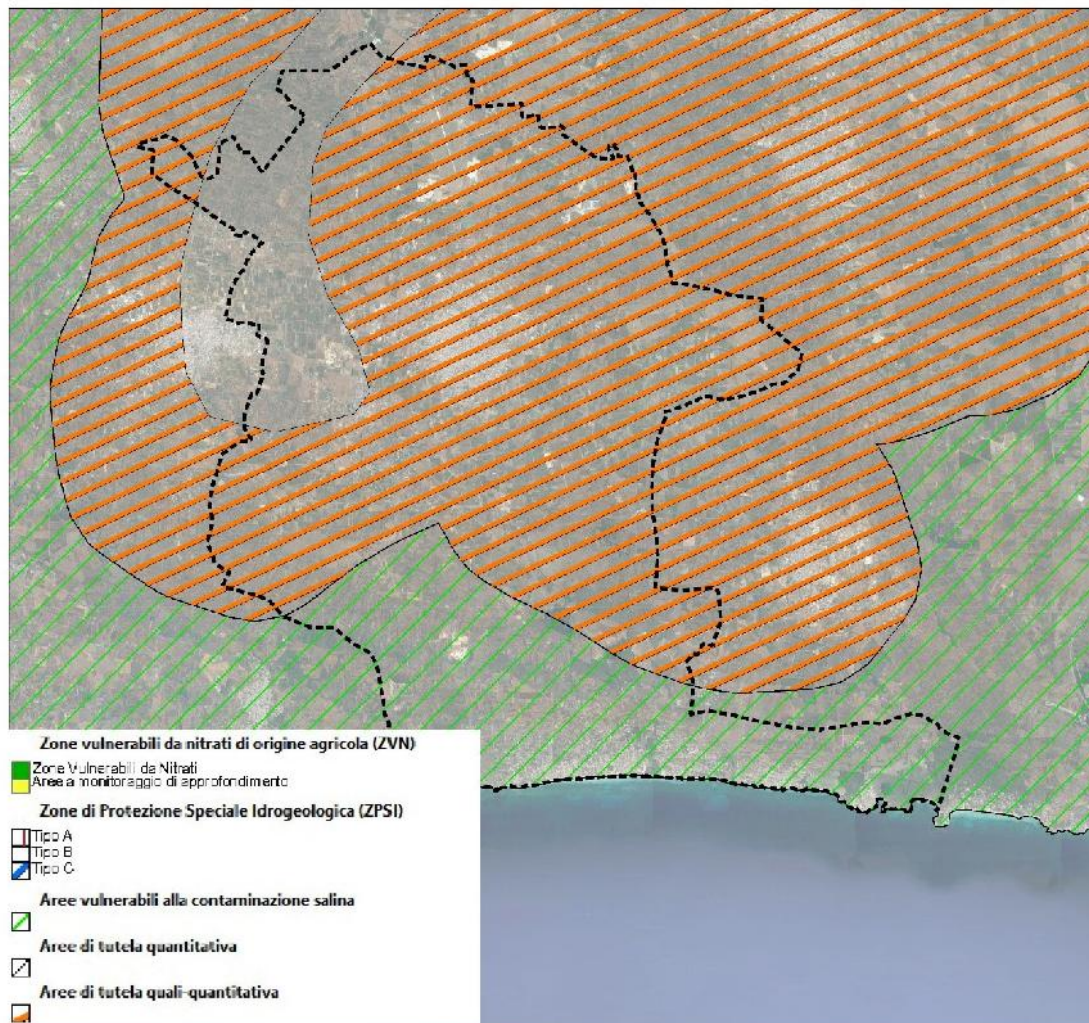 Zone vulnerabili da nitrati di origine agricola (ZVN)
Zone Vulnerabili da Nitrati
Aree a monitoraggio di approfondimento
Zone di Protezione Speciale Idrogeologica (ZPSI)
Tipo A
Tipo B
Tipo C
Aree vulnerabili alla contaminazione salina
Aree di tutela quantitativa
Aree di tutela quali-quantitativa